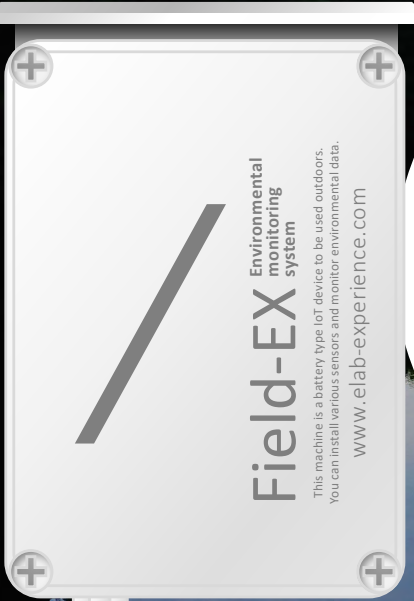 Field-EX
Environmental
monitoring
system
This machine is a battery type IoT device to be used outdoors.
You can install various sensors and monitor environmental data.
www.elab-experience.com